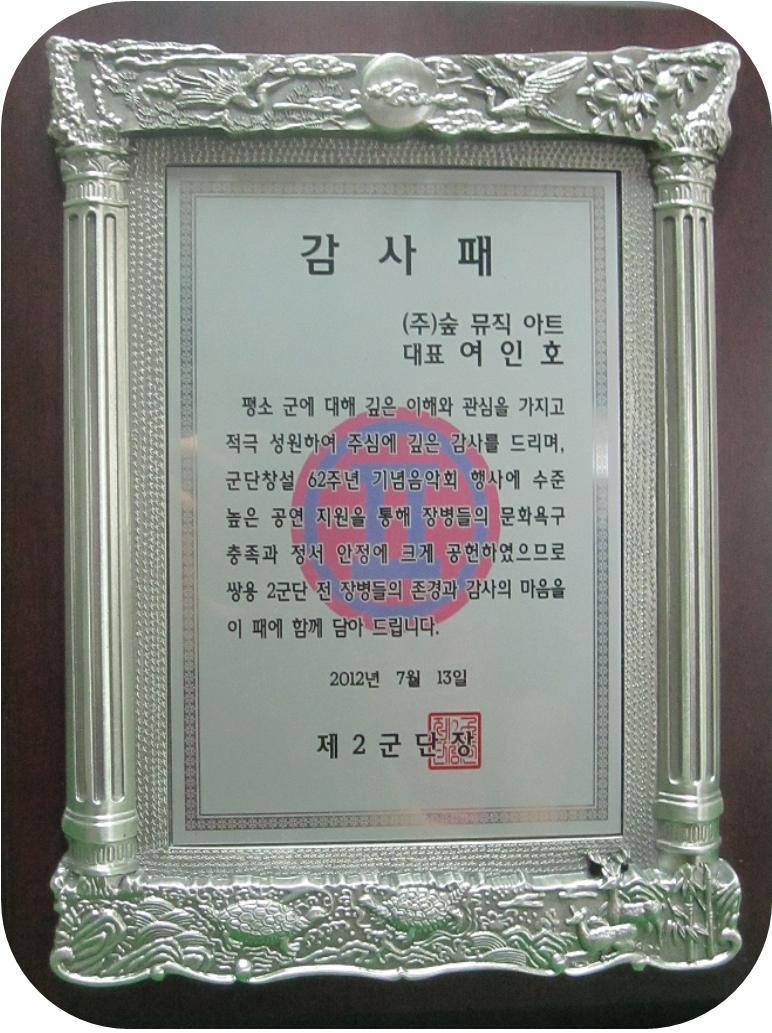 감 사 패
(주)숲 뮤직 아트
대표 여 인 호
평소 군에 대해 깊은 이해와 관심을 가지고
적극 성원하여 주심에 깊은 감사를 드리며,
군단창설 62주년 기념음악회 행사에 수준
높은 공연 지원을 통해 장병들의 문화욕구
충족과 정서 안정에 크게 공헌하였으므로
쌍용 2군단 전 장병들의 존경과 감사의 마음을
이 패에 함께 담아 드립니다.
2012년 7월 13일
제 2 군 단 장